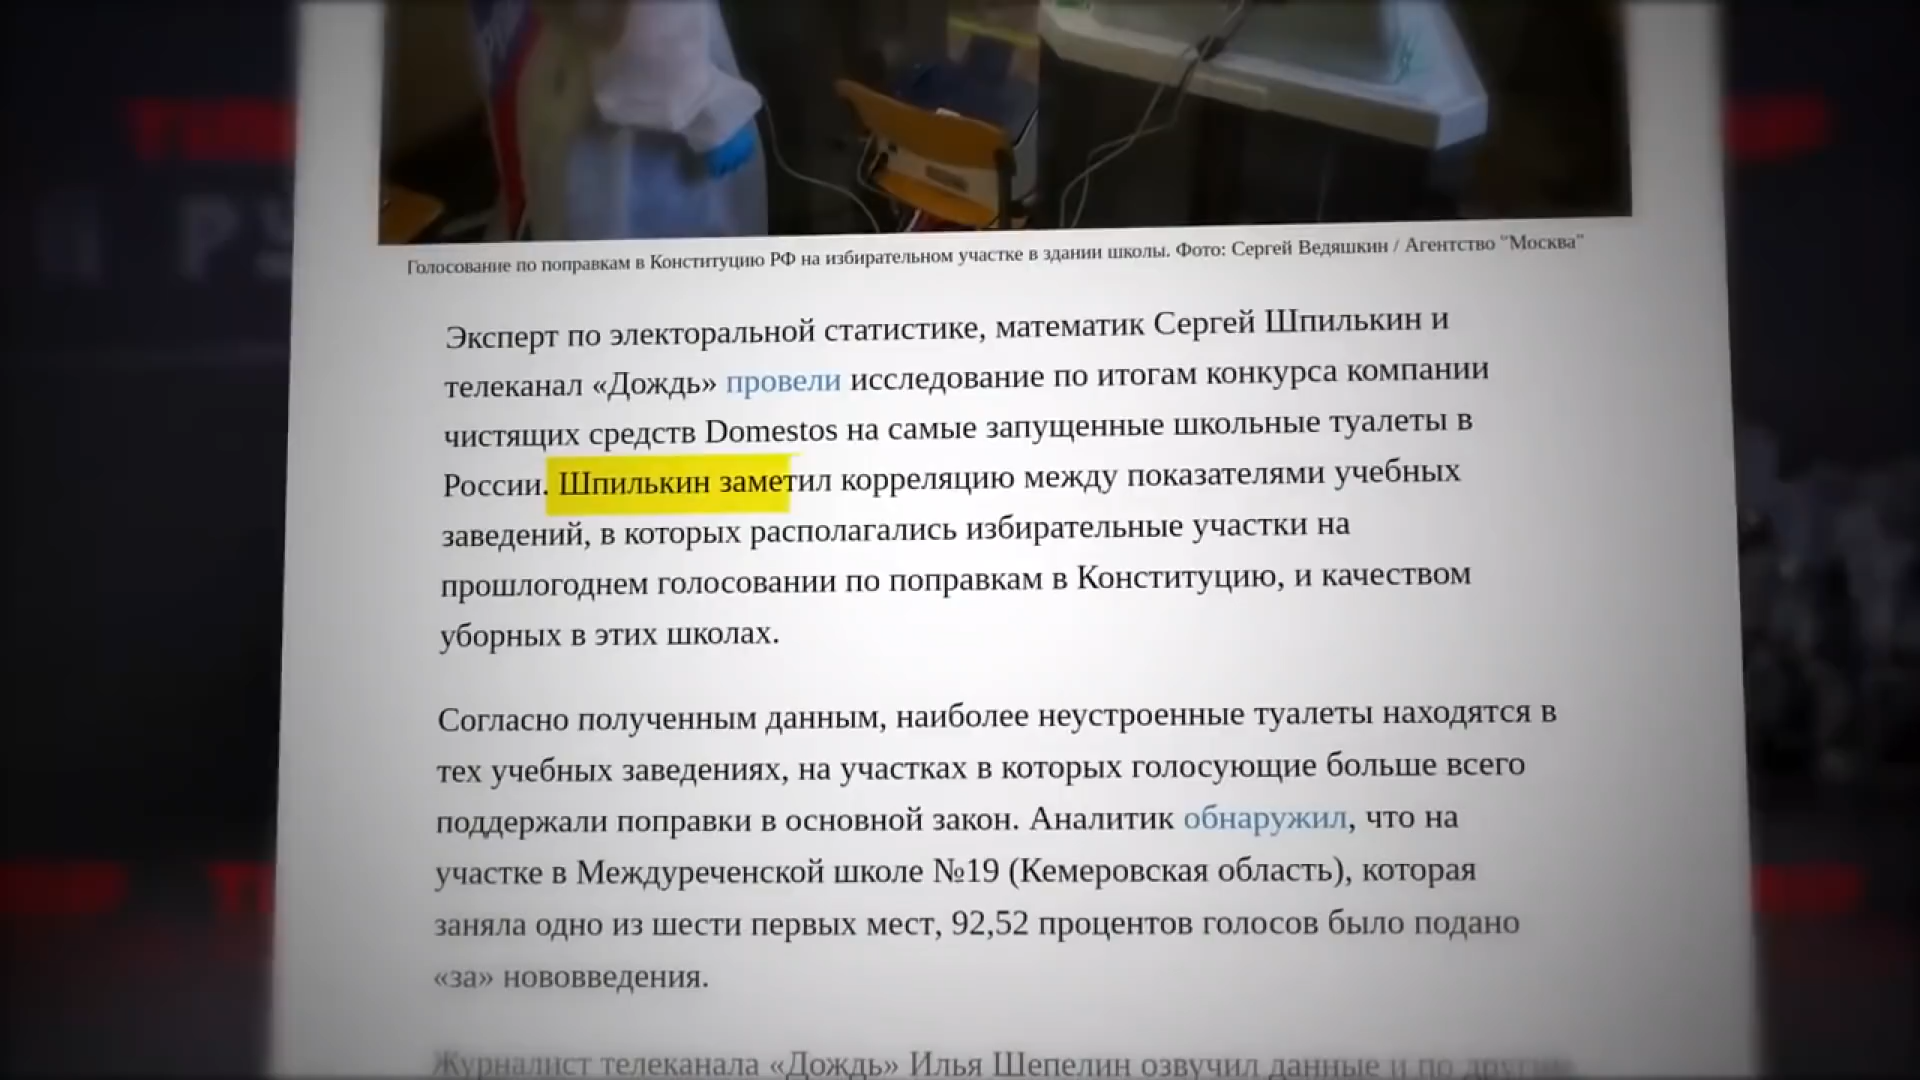 Голосование по поправкам в Конституцию РФ на избирательном участке в здании школы. Фото: Сергей Ведяшкин / Агентство "Москва"
Эксперт по электоральной статистике, математик Сергей Шпилькин и
телеканал «Дождь» провели исследование по итогам конкурса компании
чистящих средств Domestos на самые запущенные школьные туалеты в
России. Шпилькин заметил корреляцию между показателями учебных
заведений, в которых располагались избирательные участки на
прошлогоднем голосовании по поправкам в Конституцию, и качеством
уборных в этих школах.
Согласно полученным данным, наиболее неустроенные туалеты находятся в
тех учебных заведениях, на участках в которых голосующие больше всего
поддержали поправки в основной закон. Аналитик обнаружил, что на
участке в Междуреченской школе №19 (Кемеровская область), которая
заняла одно из шести первых мест, 92,52 процентов голосов было подано
«за» нововведения.
Журналист телеканала «Дождь» Илья Шепелин озвучил данные и по